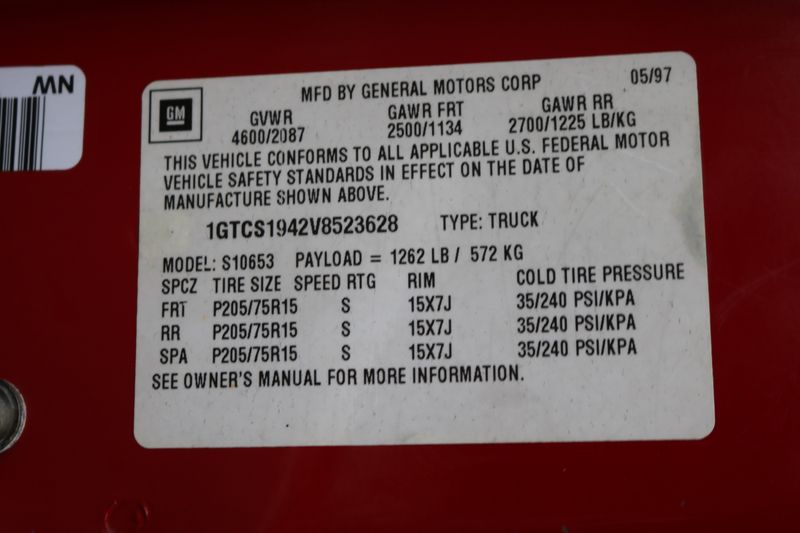 WN
GM
MFD BY GENERAL MOTORS CORP 05/97
GVWR GAWR FRT GAWR RR
4600/2087 2500/1134 2700/1225 LB/KG
THIS VEHICLE CONFORMS TO ALL APPLICABLE U.S. FEDERAL MOTOR
VEHICLE SAFETY STANDARDS IN EFFECT ON THE DATE OF
MANUFACTURE SHOWN ABOVE.
1GTCS1942V8523628 TYPE: TRUCK
MODEL: S10653 PAYLOAD = 1262 LB / 572 KG
SPCZ TIRE SIZE SPEED RTG RIM COLD TIRE PRESSURE
FRT P205/75R15 S 15X7J 35/240 PSI/KPA
RR P205/75R15 S 15X7J 35/240 PSI/KPA
SPA P205/75R15 S 15X7J 35/240 PSI/KPA
SEE OWNER'S MANUAL FOR MORE INFORMATION.